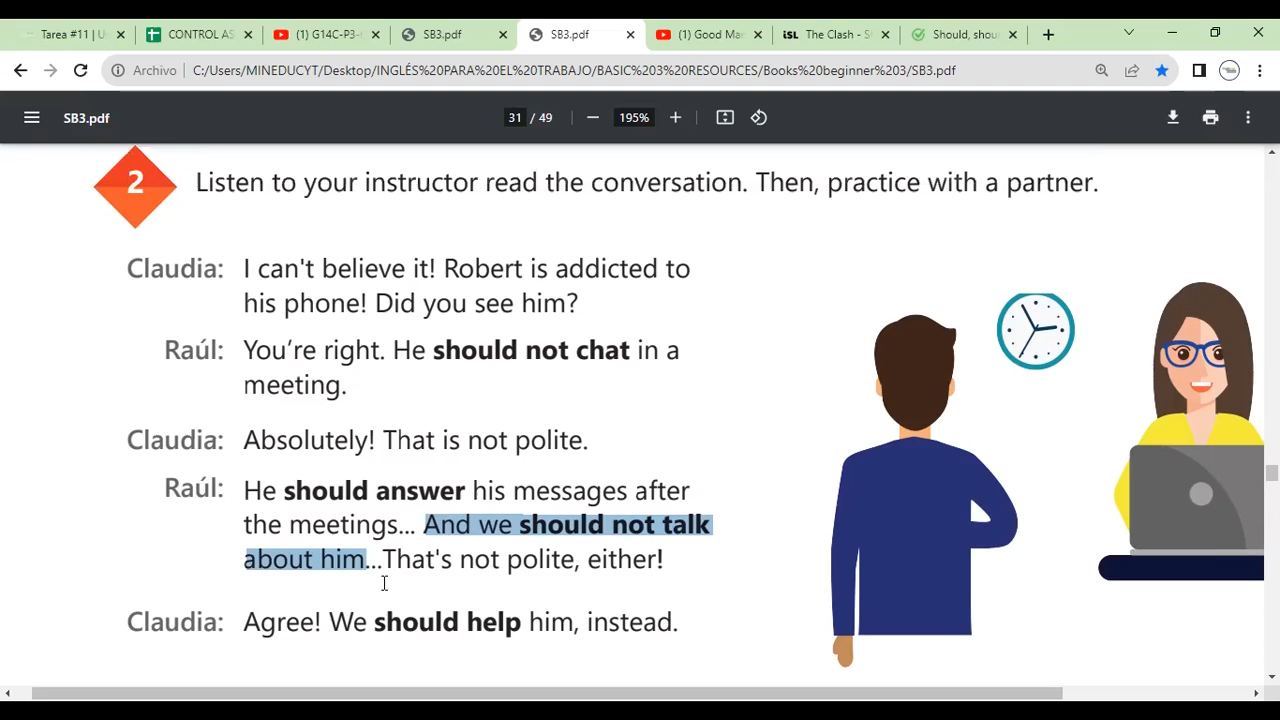 Tarea #11 | U
CONTROL AS
(1) G14C-P3-
SB3.pdf
SB3.pdf
(1) Good Ma
The Clash - S
Should, shou
Archivo
C:/Users/MINEDUCYT/Desktop/INGLÉS%20PARA%20EL%20TRABAJO/BASIC%203%20RESOURCES/Books%20beginner%203/SB3.pdf
SB3.pdf
31 / 49
195%
2
Listen to your instructor read the conversation. Then, practice with a partner.
Claudia: I can't believe it! Robert is addicted to
his phone! Did you see him?
Raúl: You’re right. He should not chat in a
meeting.
Claudia: Absolutely! That is not polite.
Raúl: He should answer his messages after
the meetings... And we should not talk
about him...That's not polite, either!
Claudia: Agree! We should help him, instead.